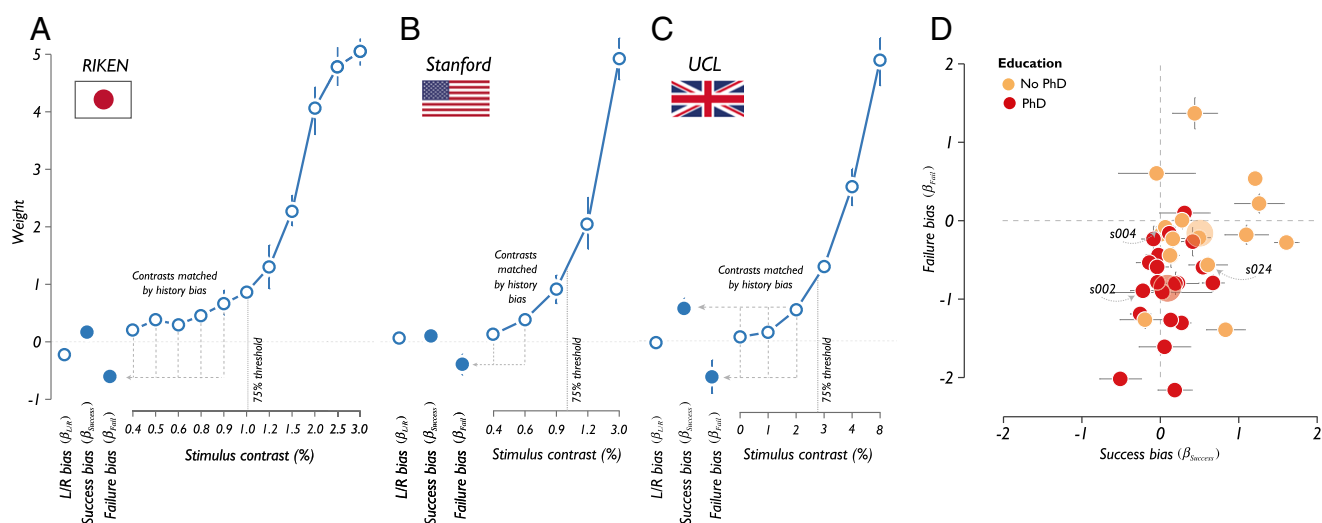 A
RIKEN
5
4
3
2
1
0
-1
Weight
Contrasts matched
by history bias
75% threshold
0.4 0.5 0.6 0.8 0.9 1.0 1.2 1.5 2.0 2.5 3.0
Stimulus contrast (%)
L/R bias (βL/R)
Success bias (βSuccess)
Failure bias (βFail)
B
Stanford
Contrasts
matched
by history
bias
75% threshold
0.4 0.6 0.9 1.2 3.0
Stimulus contrast (%)
L/R bias (βL/R)
Success bias (βSuccess)
Failure bias (βFail)
C
UCL
Contrasts matched
by history bias
75% threshold
0 1 2 3 4 8
Stimulus contrast (%)
L/R bias (βL/R)
Success bias (βSuccess)
Failure bias (βFail)
D
Education
No PhD
PhD
2
1
0
-1
-2
Failure bias (βFail)
s004
s024
s002
-2 -1 0 1 2
Success bias (βSuccess)